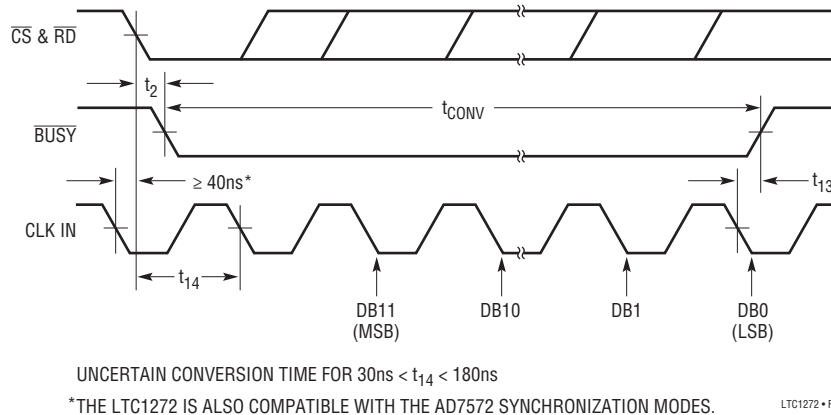 CS & RD
t2
tCONV
BUSY
≥ 40ns*
t13
CLK IN
t14
DB11 (MSB)
DB10
DB1
DB0 (LSB)
UNCERTAIN CONVERSION TIME FOR 30ns < t14 < 180ns
*THE LTC1272 IS ALSO COMPATIBLE WITH THE AD7572 SYNCHRONIZATION MODES.
LTC1272 •